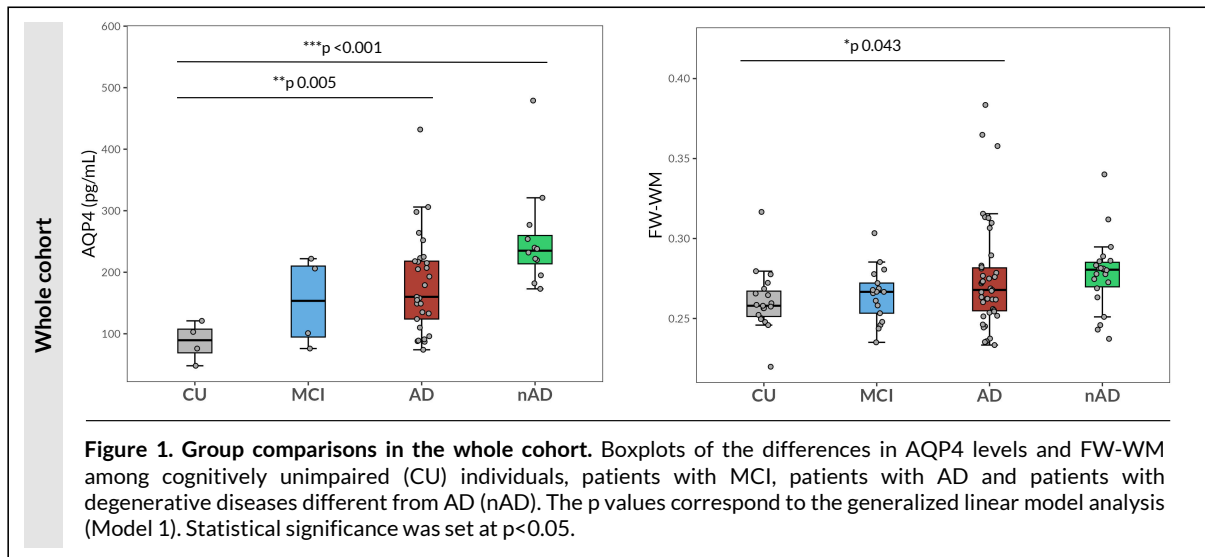 Whole cohort
600
500
400
300
200
100
AQP4 (pg/mL)
***p <0.001
**p 0.005
CU MCI AD nAD
0.40
0.35
0.30
0.25
FW-WM
*p 0.043
CU MCI AD nAD
Figure 1. Group comparisons in the whole cohort. Boxplots of the differences in AQP4 levels and FW-WM
among cognitively unimpaired (CU) individuals, patients with MCI, patients with AD and patients with
degenerative diseases different from AD (nAD). The p values correspond to the generalized linear model analysis
(Model 1). Statistical significance was set at p<0.05.